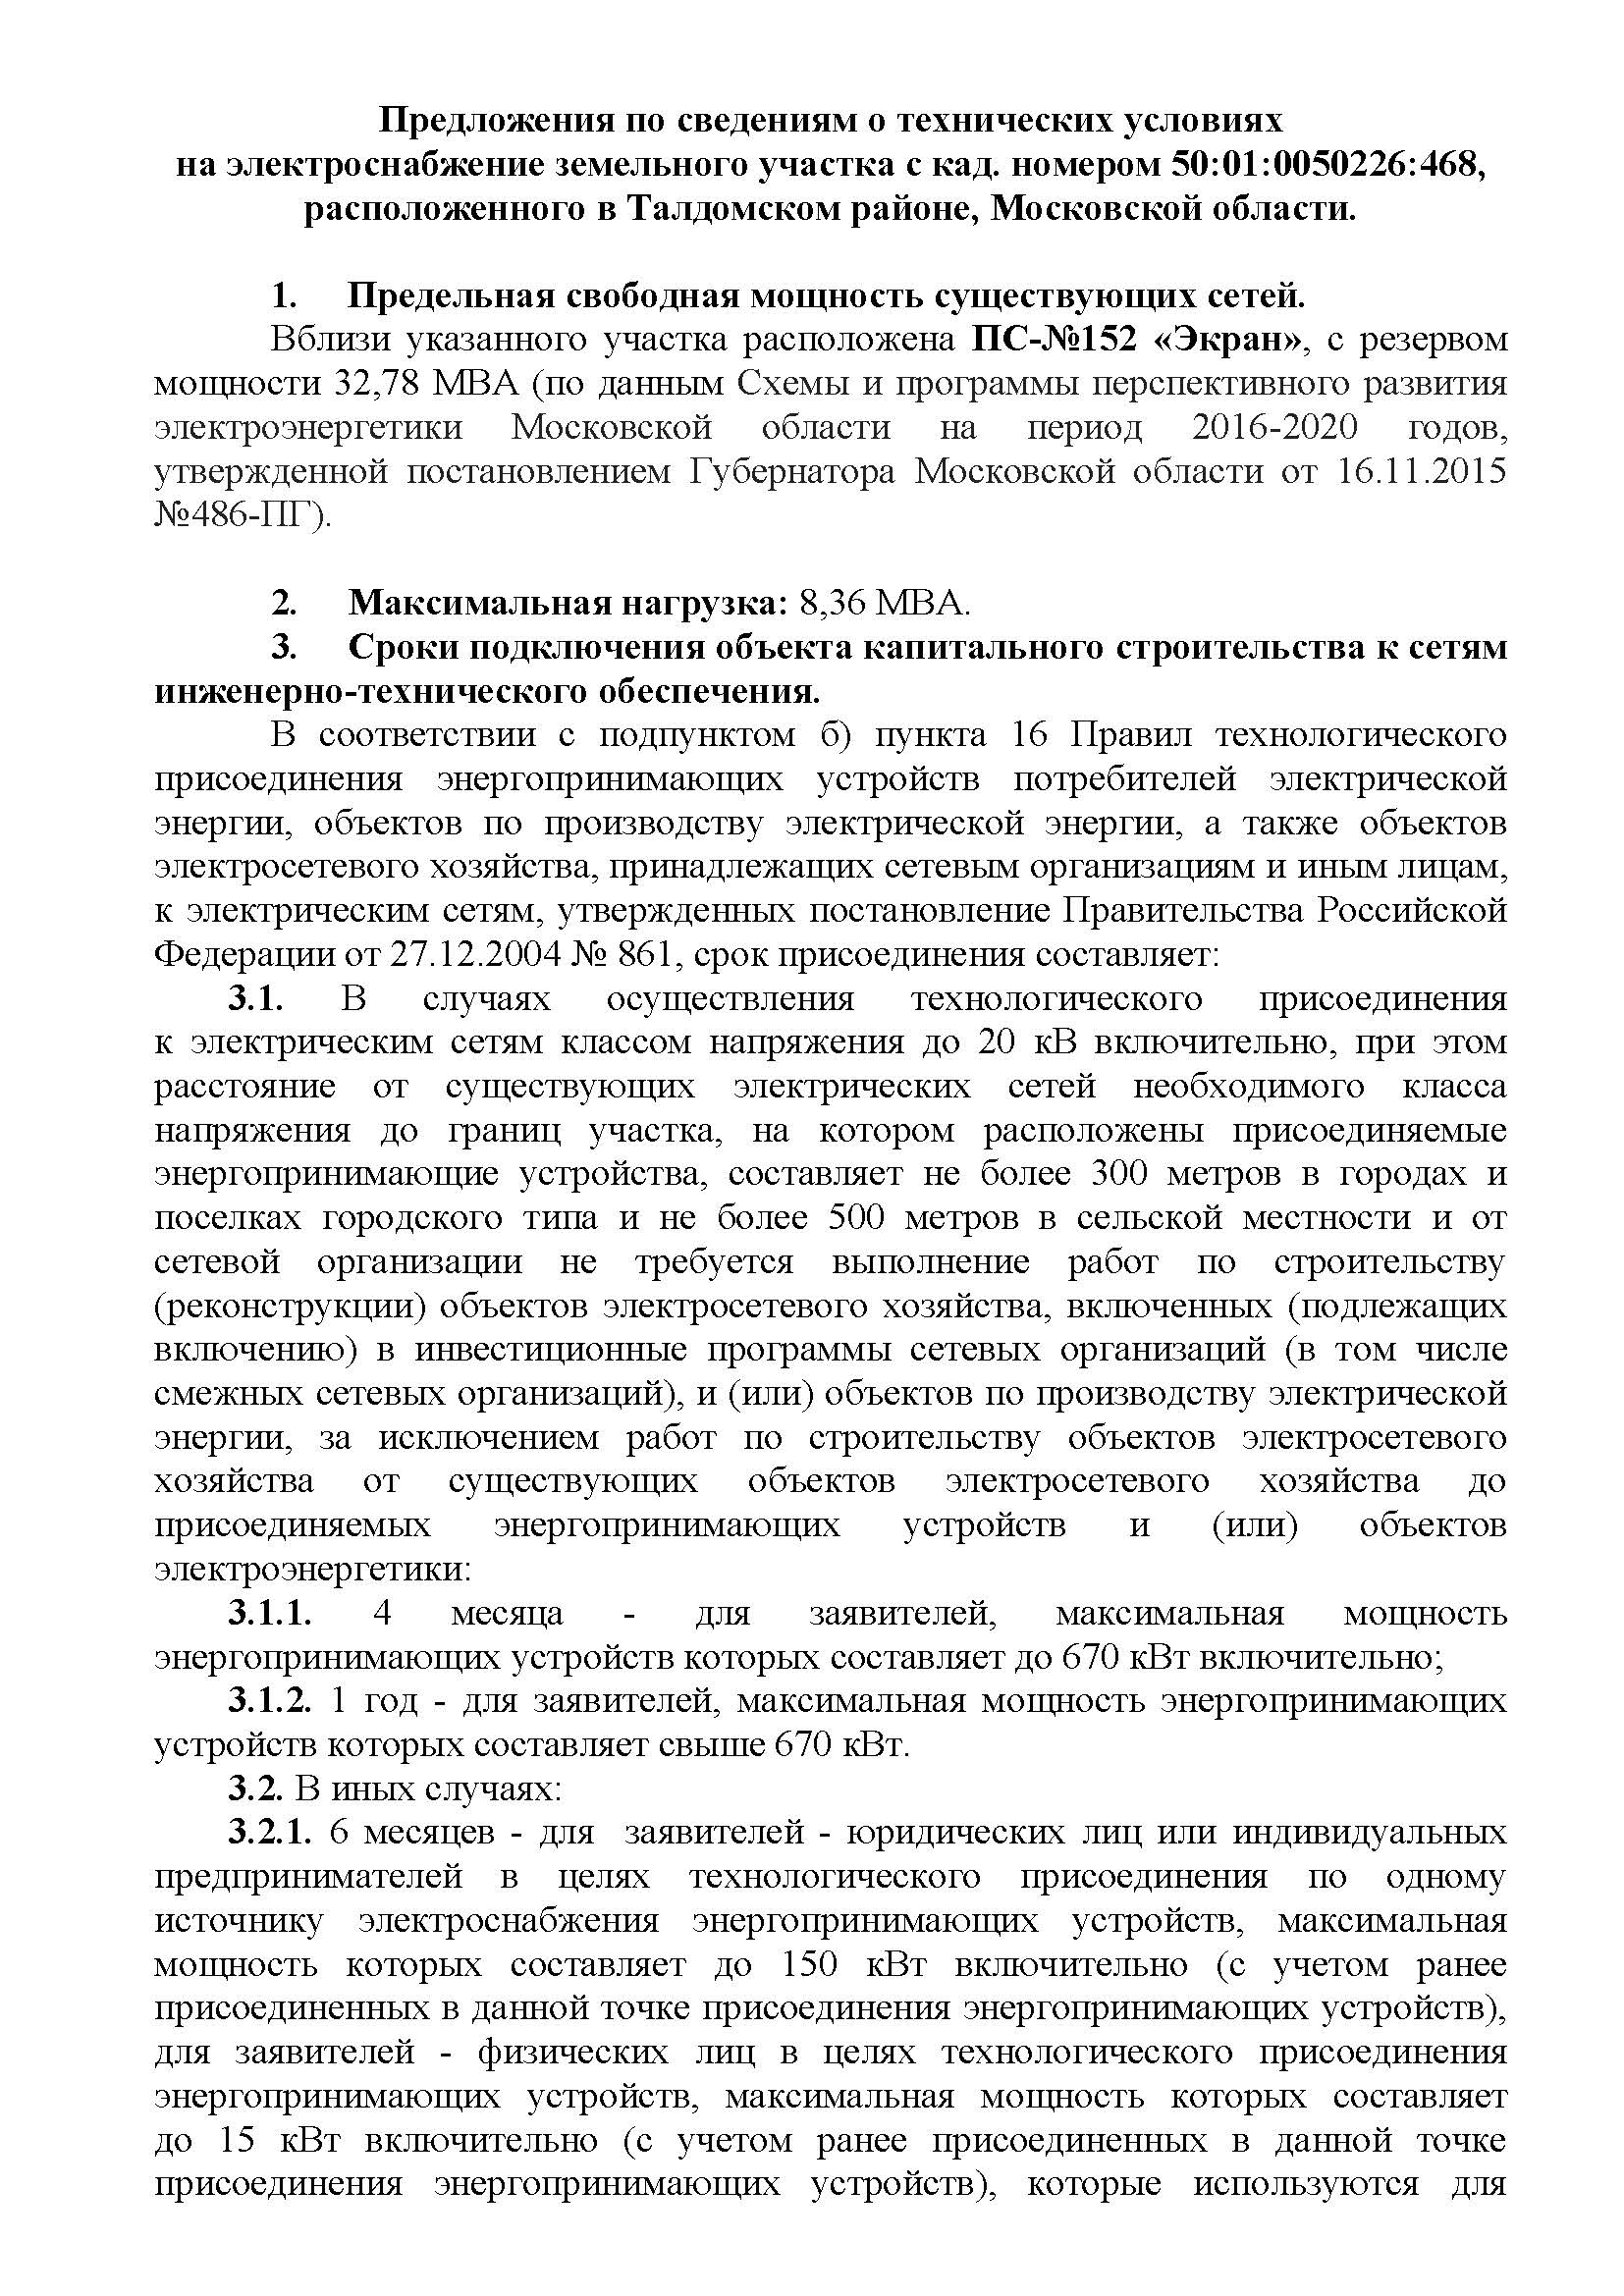 Предложения по сведениям о технических условиях
на электроснабжение земельного участка с кад. номером 50:01:0050226:468,
расположенного в Талдомском районе, Московской области.
1. Предельная свободная мощность существующих сетей.
Вблизи указанного участка расположена ПС-№152 «Экран», с резервом
мощности 32,78 МВА (по данным Схемы и программы перспективного развития
электроэнергетики Московской области на период 2016-2020 годов,
утвержденной постановлением Губернатора Московской области от 16.11.2015
№486-ПГ).
2. Максимальная нагрузка: 8,36 МВА.
3. Сроки подключения объекта капитального строительства к сетям
инженерно-технического обеспечения.
В соответствии с подпунктом б) пункта 16 Правил технологического
присоединения энергопринимающих устройств потребителей электрической
энергии, объектов по производству электрической энергии, а также объектов
электросетевого хозяйства, принадлежащих сетевым организациям и иным лицам,
к электрическим сетям, утвержденных постановление Правительства Российской
Федерации от 27.12.2004 № 861, срок присоединения составляет:
3.1. В случаях осуществления технологического присоединения
к электрическим сетям классом напряжения до 20 кВ включительно, при этом
расстояние от существующих электрических сетей необходимого класса
напряжения до границ участка, на котором расположены присоединяемые
энергопринимающие устройства, составляет не более 300 метров в городах и
поселках городского типа и не более 500 метров в сельской местности и от
сетевой организации не требуется выполнение работ по строительству
(реконструкции) объектов электросетевого хозяйства, включенных (подлежащих
включению) в инвестиционные программы сетевых организаций (в том числе
смежных сетевых организаций), и (или) объектов по производству электрической
энергии, за исключением работ по строительству объектов электросетевого
хозяйства от существующих объектов электросетевого хозяйства до
присоединяемых энергопринимающих устройств и (или) объектов
электроэнергетики:
3.1.1. 4 месяца - для заявителей, максимальная мощность
энергопринимающих устройств которых составляет до 670 кВт включительно;
3.1.2. 1 год - для заявителей, максимальная мощность энергопринимающих
устройств которых составляет свыше 670 кВт.
3.2. В иных случаях:
3.2.1. 6 месяцев - для заявителей - юридических лиц или индивидуальных
предпринимателей в целях технологического присоединения по одному
источнику электроснабжения энергопринимающих устройств, максимальная
мощность которых составляет до 150 кВт включительно (с учетом ранее
присоединенных в данной точке присоединения энергопринимающих устройств),
для заявителей - физических лиц в целях технологического присоединения
энергопринимающих устройств, максимальная мощность которых составляет
до 15 кВт включительно (с учетом ранее присоединенных в данной точке
присоединения энергопринимающих устройств), которые используются для